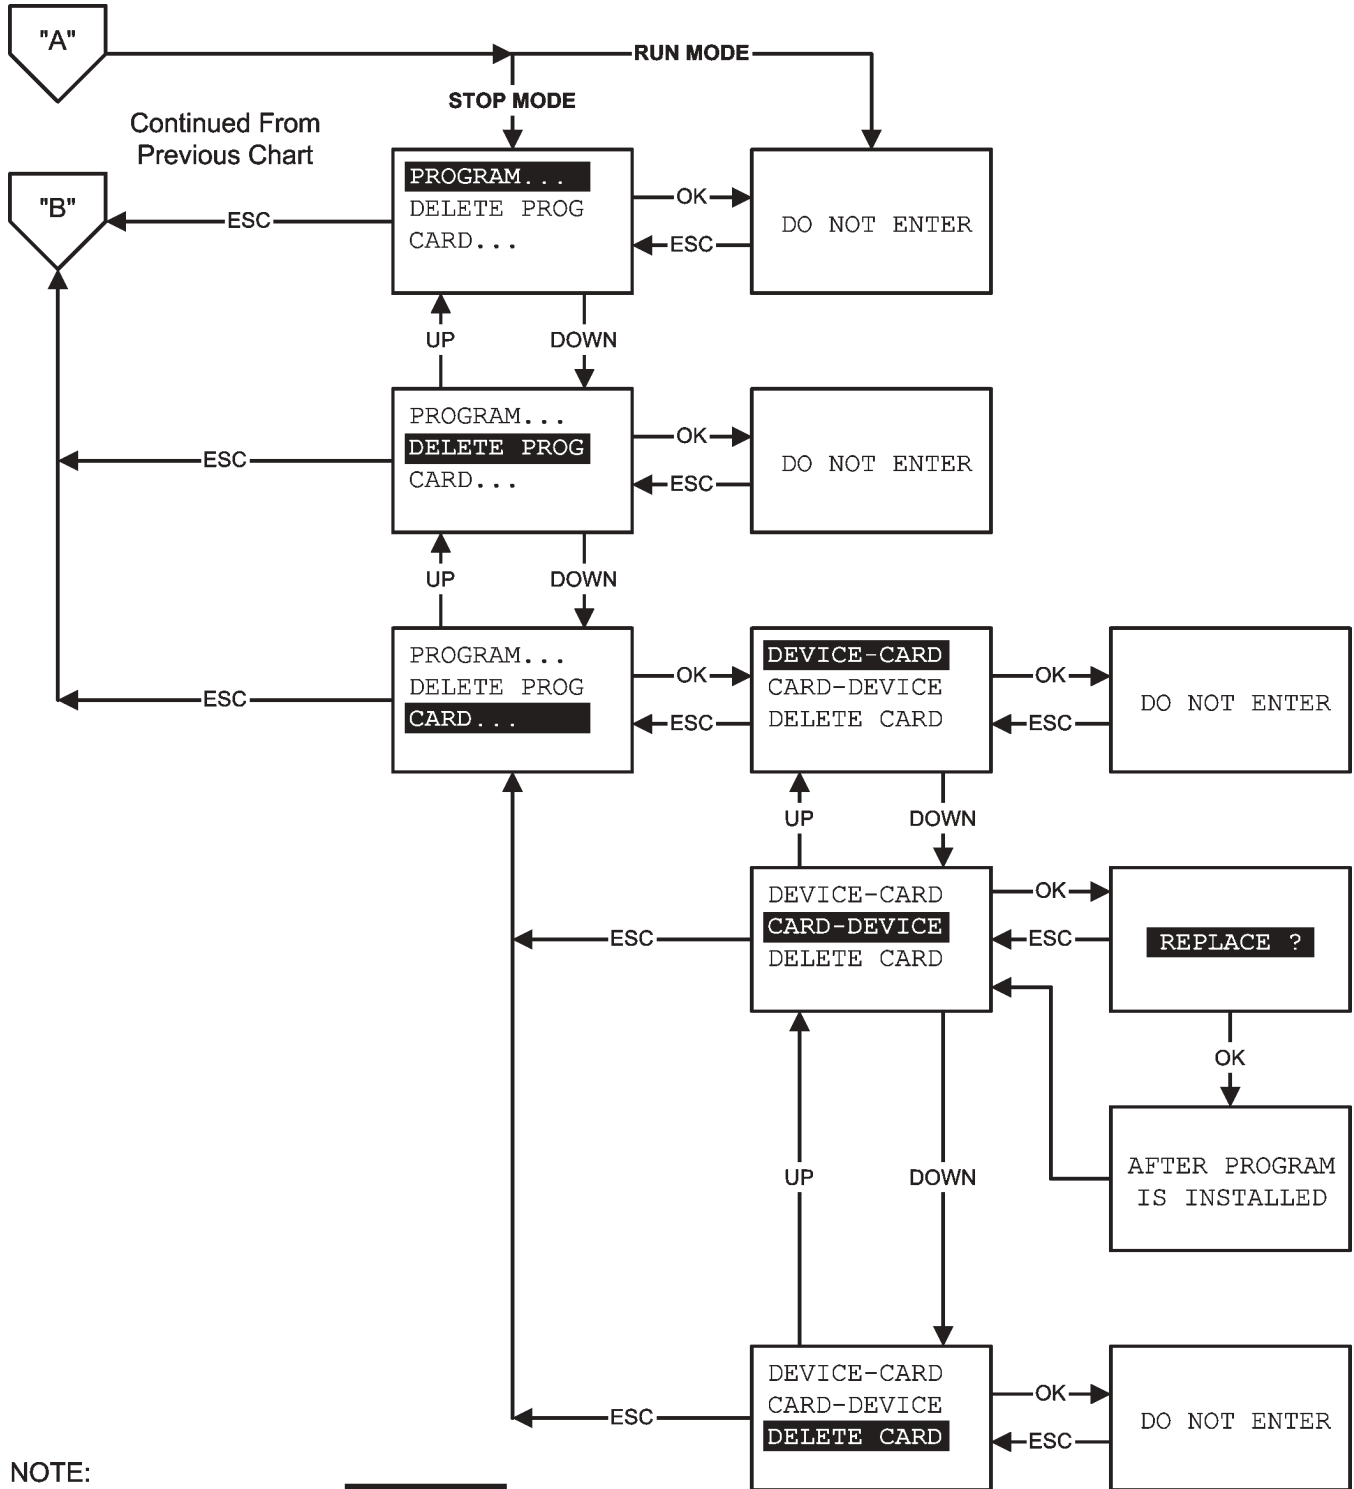 "A"
RUN MODE
STOP MODE
Continued From
Previous Chart
"B"
ESC
PROGRAM...
DELETE PROG
CARD...
OK
ESC
DO NOT ENTER
UP
DOWN
ESC
PROGRAM...
DELETE PROG
CARD...
OK
ESC
DO NOT ENTER
UP
DOWN
ESC
PROGRAM...
DELETE PROG
CARD...
OK
ESC
DEVICE-CARD
CARD-DEVICE
DELETE CARD
OK
ESC
DO NOT ENTER
UP
DOWN
ESC
DEVICE-CARD
CARD-DEVICE
DELETE CARD
OK
ESC
REPLACE ?
OK
UP
DOWN
AFTER PROGRAM
IS INSTALLED
ESC
DEVICE-CARD
CARD-DEVICE
DELETE CARD
OK
ESC
DO NOT ENTER
NOTE: